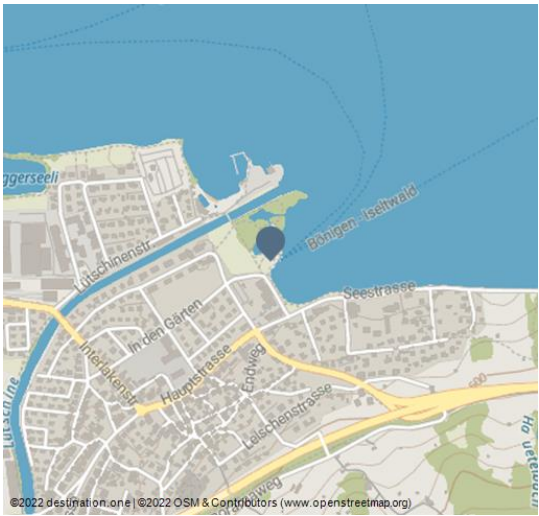 ggerseeli
Lütschinenstr
Bönigen - Iseltwald
Seestrasse
In den Gärten
Interlakenstr
Hauptstrasse
Endweg
Lütschine
Lälschenstrasse
600
©2022 destination.one | ©2022 OSM & Contributors (www.openstreetmap.org)